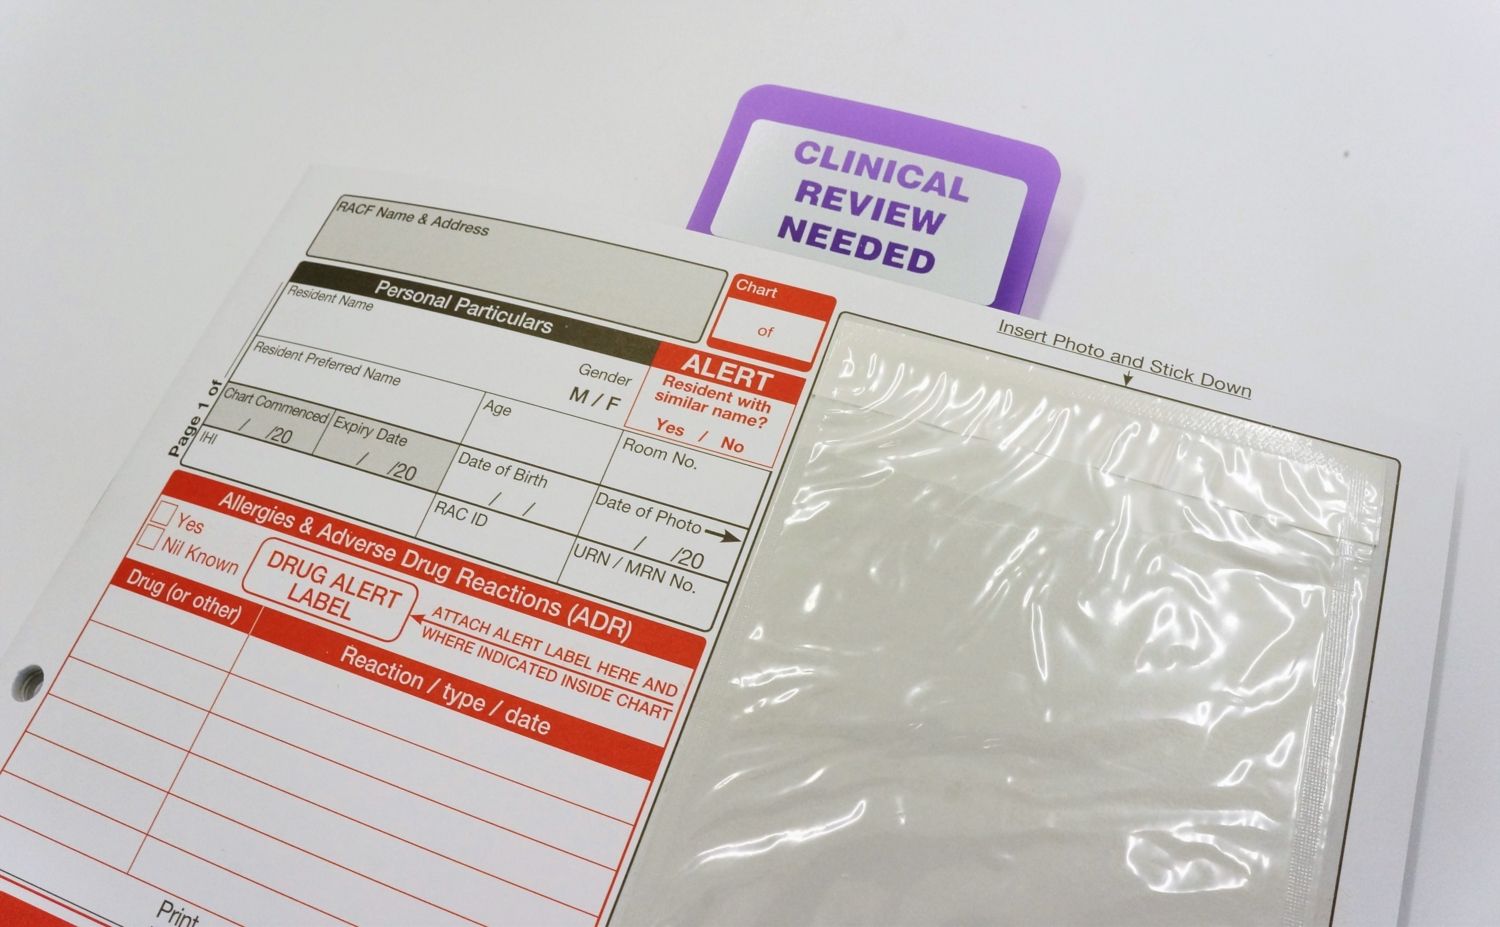 CLINICAL
REVIEW
NEEDED
RACF Name & Address
Chart
of
Personal Particulars
Resident Name
Gender
M / F
ALERT
Resident with
similar name?
Yes / No
Resident Preferred Name
Age
Room No.
Chart Commenced
/ /20
Expiry Date
/ /20
Date of Birth
/ /
Date of Photo
/ /20
IHI
RAC ID
URN / MRN No.
Page 1 of
Insert Photo and Stick Down
Allergies & Adverse Drug Reactions (ADR)
Yes
Nil Known
DRUG ALERT
LABEL
ATTACH ALERT LABEL HERE AND
WHERE INDICATED INSIDE CHART
Drug (or other)
Reaction / type / date
Print